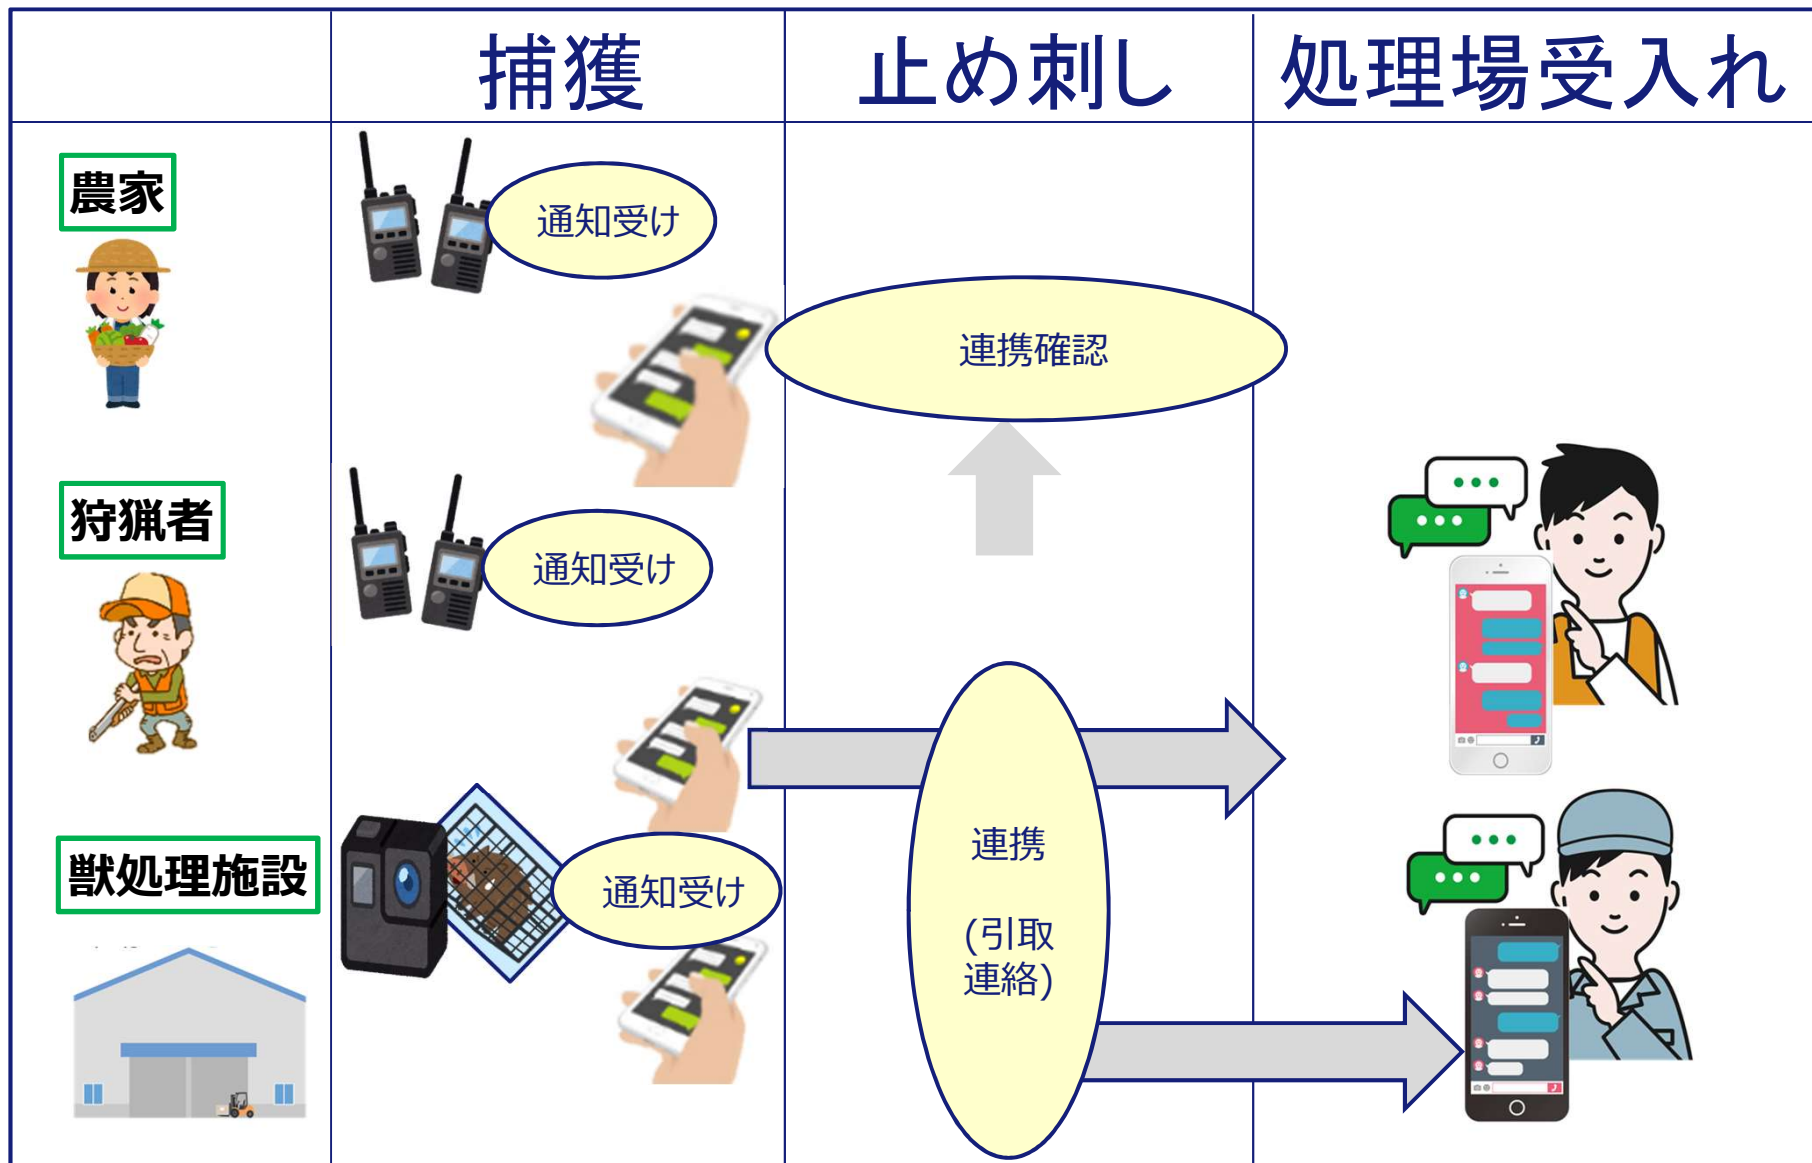 捕獲
止め刺し
処理場受入れ
農家
通知受け
連携確認
狩猟者
通知受け
獣処理施設
通知受け
連携
(引取
連絡)